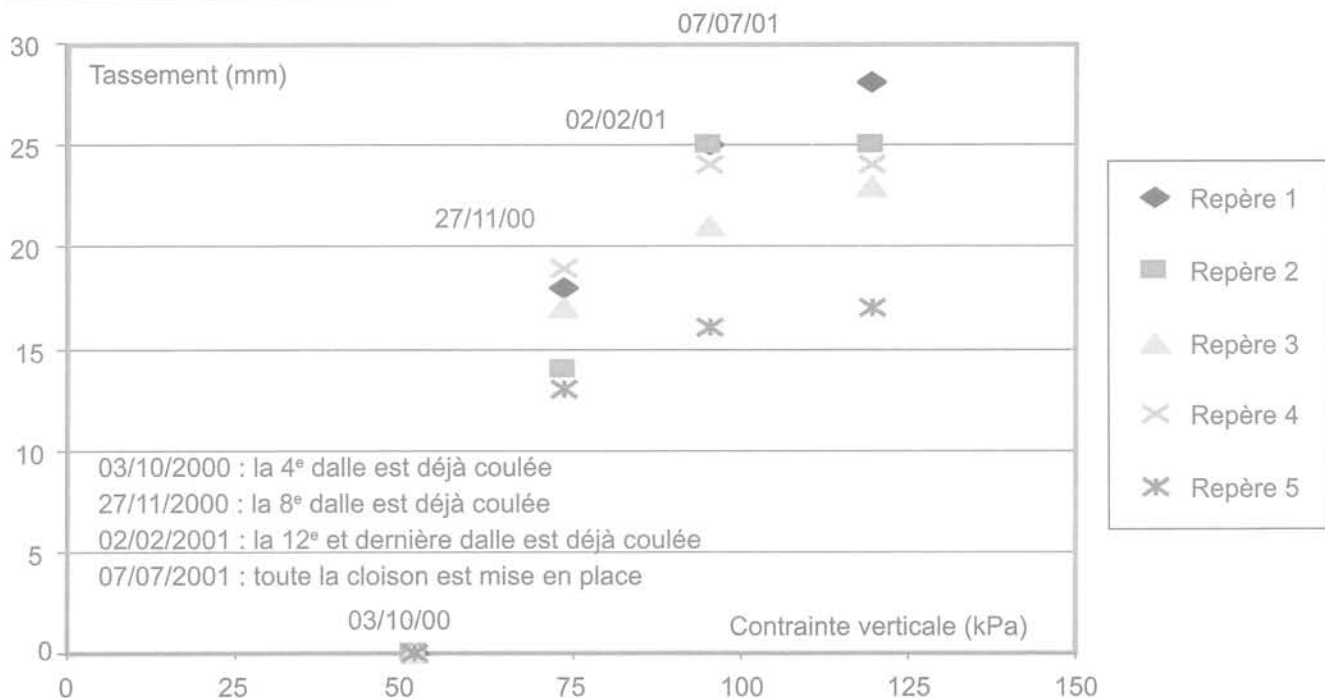 07/07/01
30
Tassement (mm)
02/02/01
25
27/11/00
20
15
10
03/10/2000 : la 4e dalle est déjà coulée
27/11/2000 : la 8e dalle est déjà coulée
02/02/2001 : la 12e et dernière dalle est déjà coulée
5
07/07/2001 : toute la cloison est mise en place
03/10/00
Contrainte verticale (kPa)
0
0 25 50 75 100 125 150
Repère 1
Repère 2
Repère 3
Repère 4
Repère 5